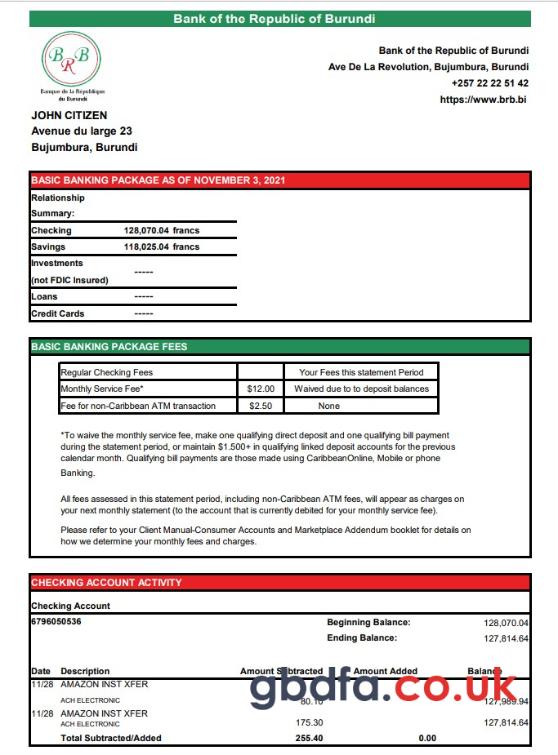 Bank of the Republic of Burundi
BRB
Banque de la République
du Burundi
Bank of the Republic of Burundi
Ave De La Revolution, Bujumbura, Burundi
+257 22 22 51 42
https://www.brb.bi
JOHN CITIZEN
Avenue du large 23
Bujumbura, Burundi
BASIC BANKING PACKAGE AS OF NOVEMBER 3, 2021
Relationship
Summary:
Checking 128,070.04 francs
Savings 118,025.04 francs
Investments
(not FDIC Insured) -----
Loans -----
Credit Cards -----
BASIC BANKING PACKAGE FEES
Regular Checking Fees Your Fees this statement Period
Monthly Service Fee* $12.00 Waived due to to deposit balances
Fee for non-Caribbean ATM transaction $2.50 None
*To waive the monthly service fee, make one qualifying direct deposit and one qualifying bill payment
during the statement period, or maintain $1.500+ in qualifying linked deposit accounts for the previous
calendar month. Qualifying bill payments are those made using CaribbeanOnline, Mobile or phone
Banking.
All fees assessed in this statement period, including non-Caribbean ATM fees, will appear as charges on
your next monthly statement (to the account that is currently debited for your monthly service fee).
Please refer to your Client Manual-Consumer Accounts and Marketplace Addendum booklet for details on
how we determine your monthly fees and charges.
CHECKING ACCOUNT ACTIVITY
Checking Account
6796050536
Beginning Balance: 128,070.04
Ending Balance: 127,814.64
Date Description Amount Subtracted Amount Added Balance
11/28 AMAZON INST XFER
ACH ELECTRONIC 80.10 127,989.94
11/28 AMAZON INST XFER
ACH ELECTRONIC 175.30 127,814.64
Total Subtracted/Added 255.40 0.00
gbdfa.co.uk